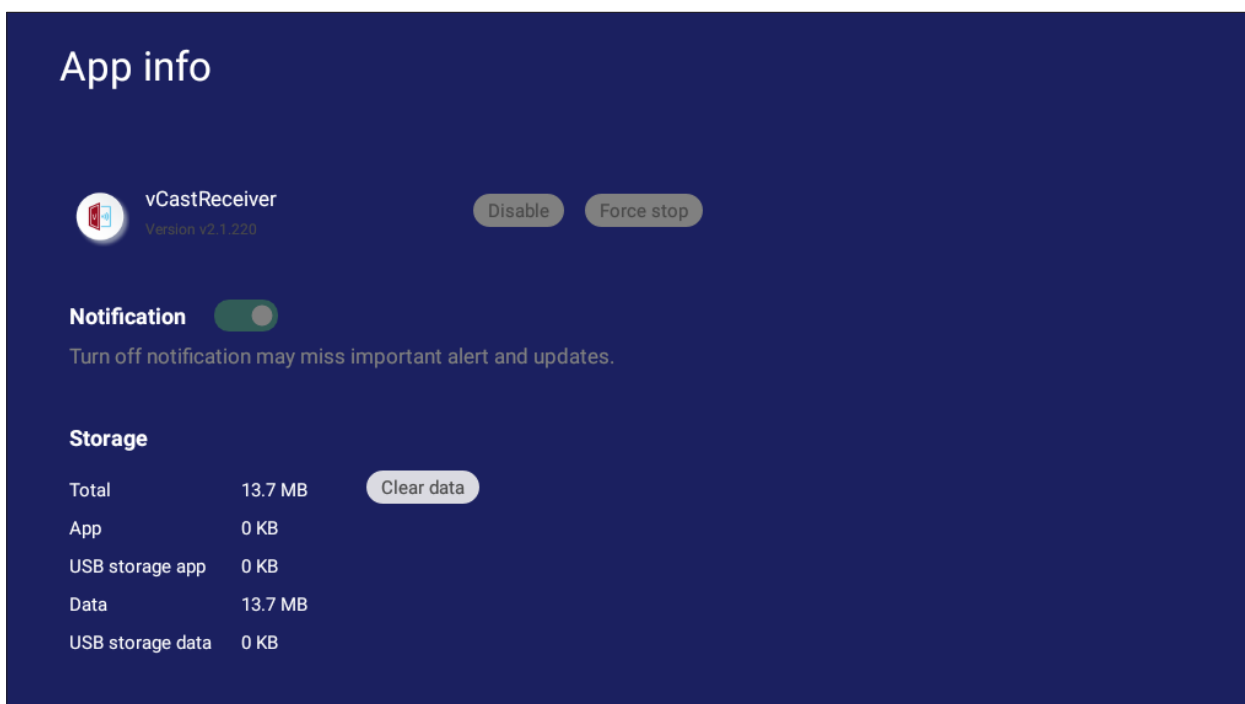 App info
vCastReceiver
Version v2.1.220
Disable
Force stop
Notification
Turn off notification may miss important alert and updates.
Storage
Total 13.7 MB Clear data
App 0 KB
USB storage app 0 KB
Data 13.7 MB
USB storage data 0 KB